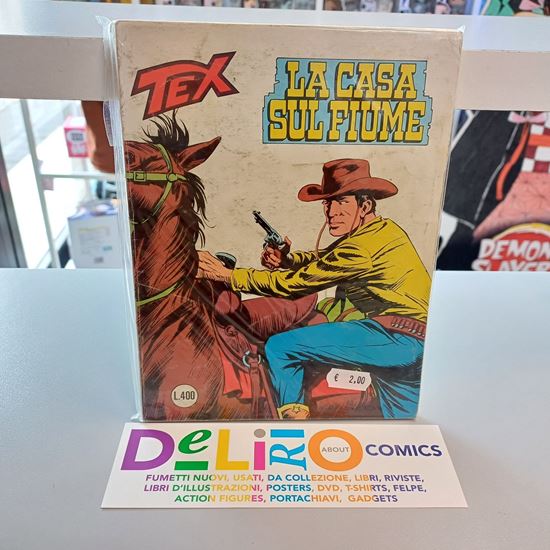 TEX
LA CASA
SUL FIUME
DEMON
SLAYER
€ 2,00
L.400
DeLiRIO
ABOUT
COMICS
FUMETTI NUOVI, USATI, DA COLLEZIONE, LIBRI, RIVISTE,
LIBRI D'ILLUSTRAZIONI, POSTERS, DVD, T-SHIRTS, FELPE,
ACTION FIGURES, PORTACHIAVI, GADGETS